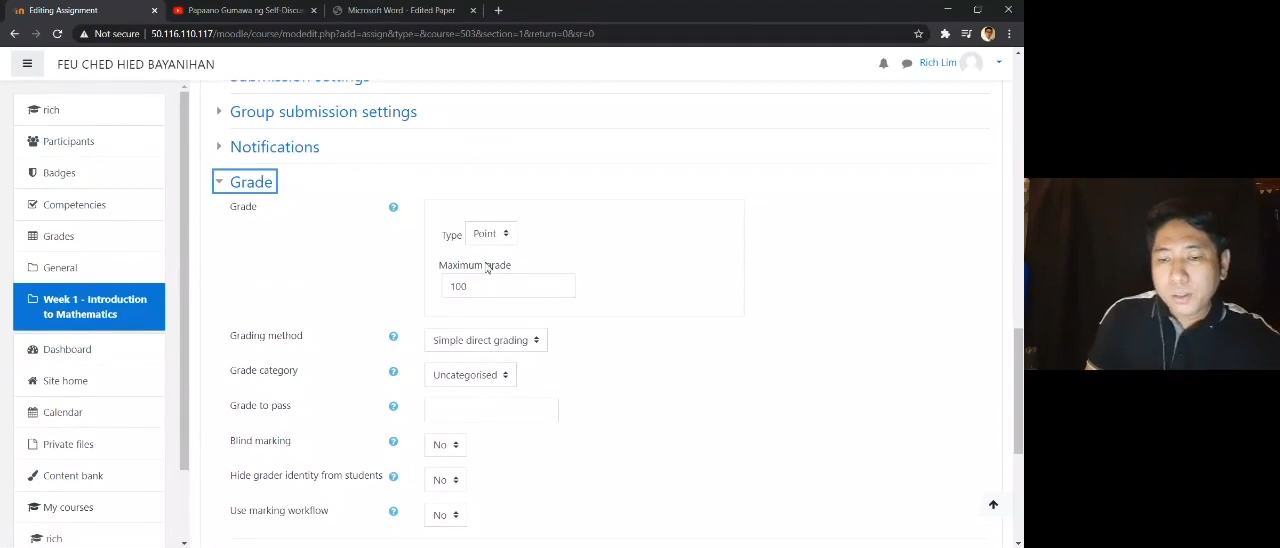 Editing Assignment
Papaano Gumawa ng Self-Discus
Microsoft Word - Edited Paper
Not secure
50.116.110.117/moodle/course/modedit.php?add=assign&type=&course=503&section=1&return=0&sr=0
FEU CHED HIED BAYANIHAN
Rich Lim
rich
Participants
Badges
Competencies
Grades
General
Week 1 - Introduction
to Mathematics
Dashboard
Site home
Calendar
Private files
Content bank
My courses
rich
Submission settings
Group submission settings
Notifications
Grade
Grade
Type Point
Maximum grade
100
Grading method
Simple direct grading
Grade category
Uncategorised
Grade to pass
Blind marking
No
Hide grader identity from students
No
Use marking workflow
No